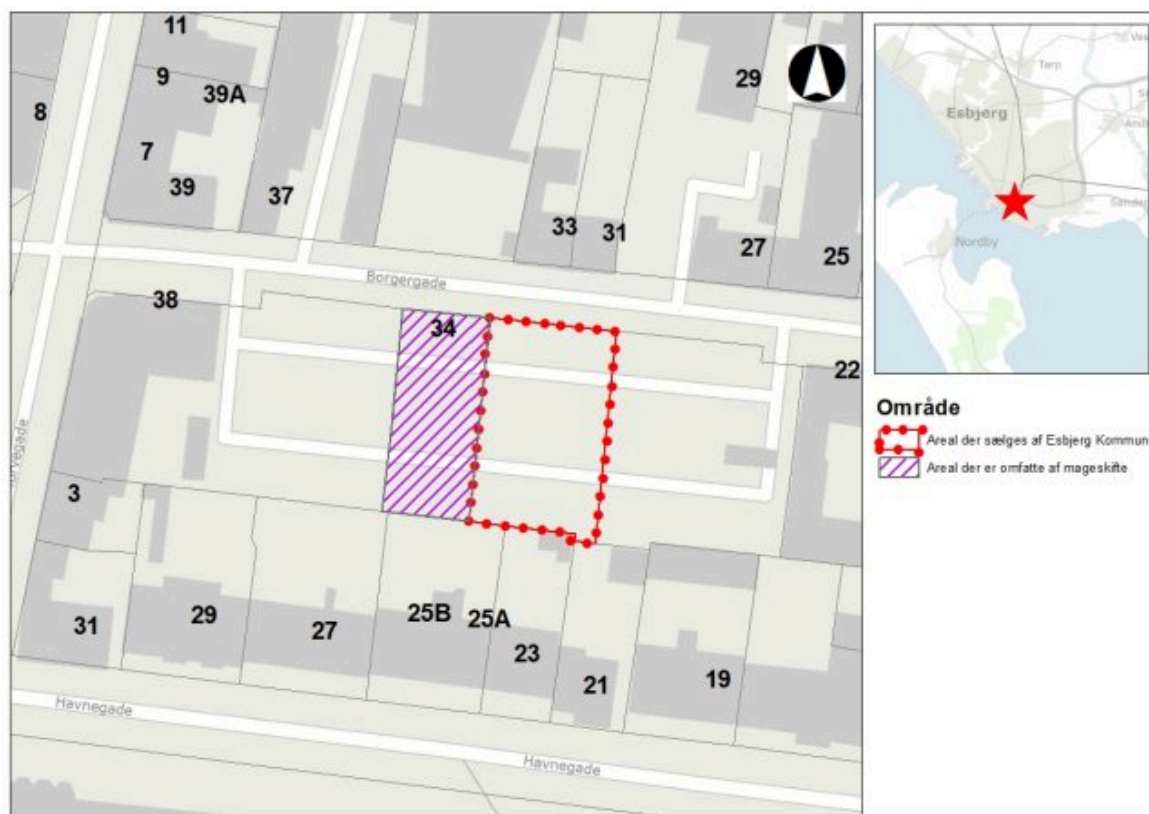 11
9
39A
8
7
39
37
29
33
31
27
25
Borgergade
38
34
22
3
31
29
27
25B
25A
23
21
19
Havnegade
Havnegade
Tarp
Esbjerg
Nordby
Område
Areal der sælges af Esbjerg Kommun
Areal der er omfatte af mageskifte